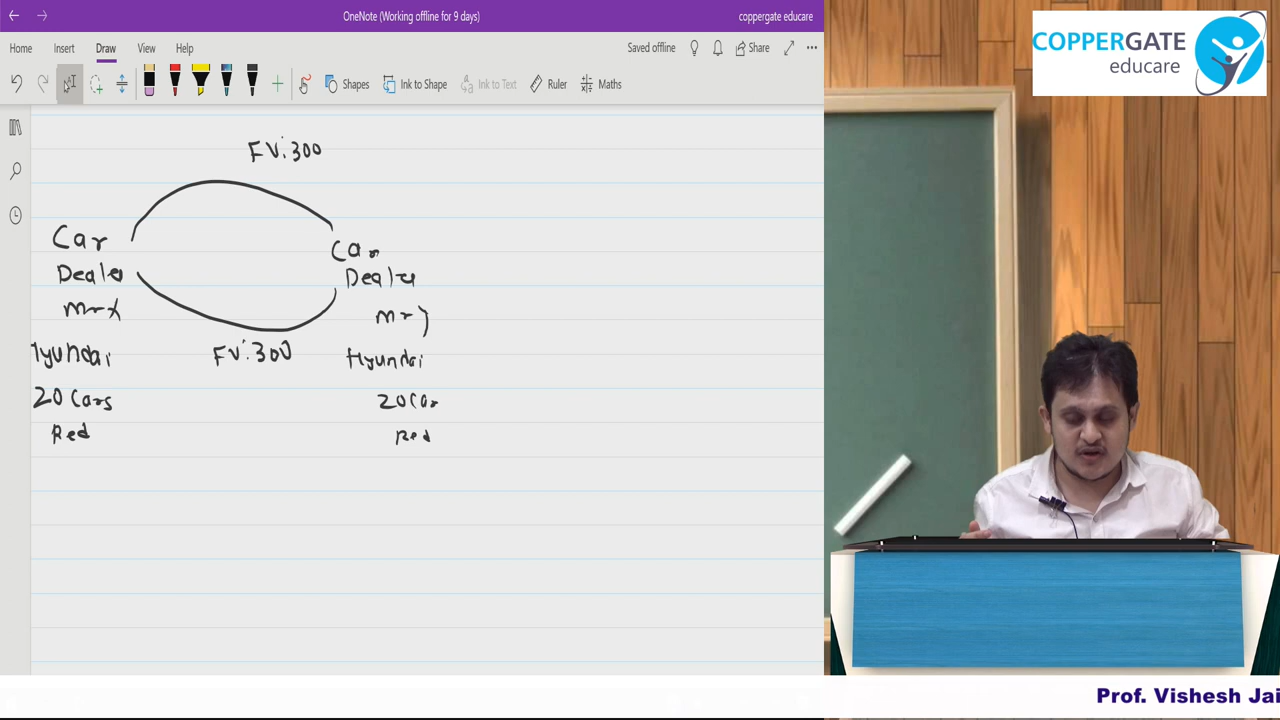 OneNote (Working offline for 9 days)
coppergate educare
Home Insert Draw View Help
Saved offline Share
Shapes Ink to Shape Ink to Text Ruler Maths
COPPERGATE
educare
FV:300
Car
Dealer
Mr X
Hyundai
20 Cars
Red
FV:300
Car
Dealer
Mr Y
Hyundai
20 Car
Red
Prof. Vishesh Jai